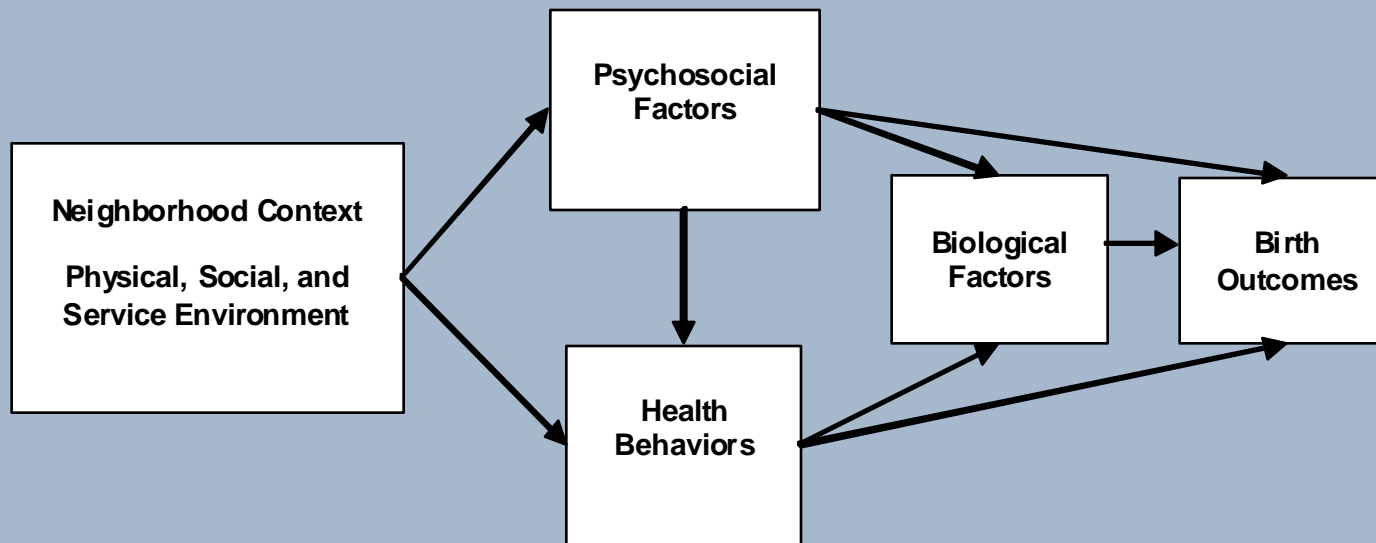 Neighborhood Context
Physical, Social, and
Service Environment
Psychosocial
Factors
Health
Behaviors
Biological
Factors
Birth
Outcomes